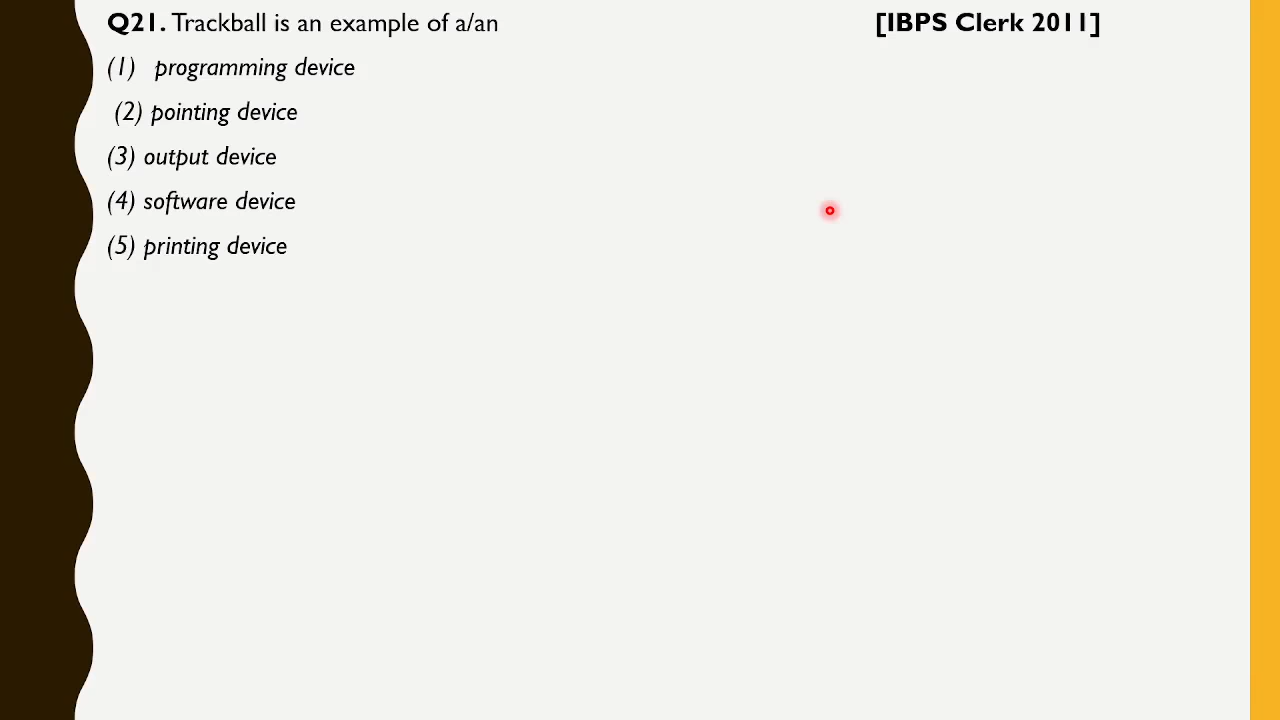 Q21. Trackball is an example of a/an [IBPS Clerk 2011]
(1) programming device
(2) pointing device
(3) output device
(4) software device
(5) printing device